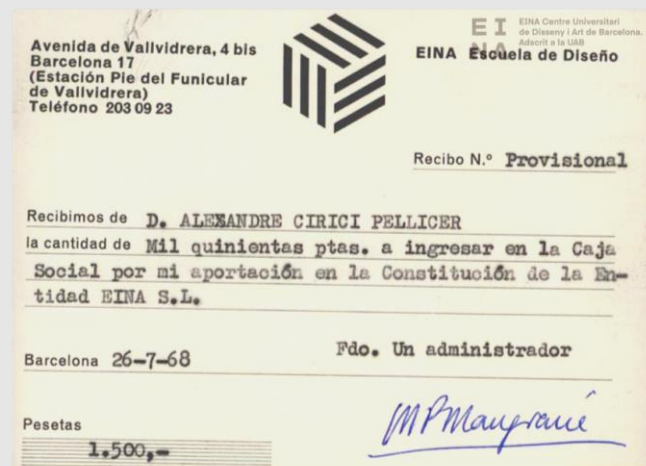 Avenida de Vallvidrera, 4 bis
Barcelona 17
(Estación Pie del Funicular
de Vallvidrera)
Teléfono 203 09 23
EINA
EINA Centre Universitari
de Disseny i Art de Barcelona.
Adscrit a la UAB
EINA Escuela de Diseño
Recibo N.º Provisional
Recibimos de D. ALEXANDRE CIRICI PELLICER
la cantidad de Mil quinientas ptas. a ingresar en la Caja
Social por mi aportación en la Constitución de la En-
tidad EINA S.L.
Barcelona 26-7-68
Fdo. Un administrador
Pesetas
1.500,-